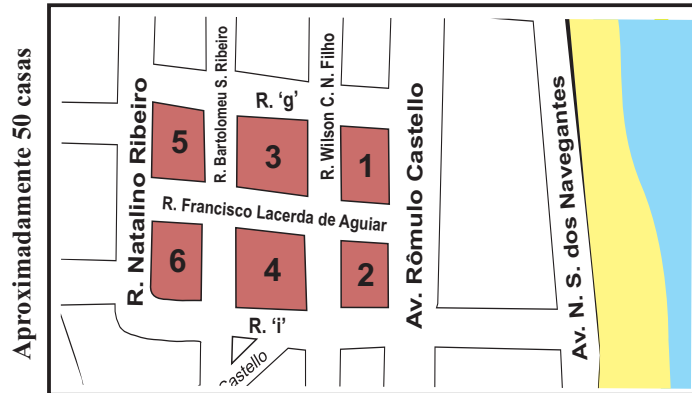 Aproximadamente 50 casas
R. Natalino Ribeiro
R. Bartolomeu S. Ribeiro
R. Wilson C. N. Filho
R. 'g'
5
3
1
R. Francisco Lacerda de Aguiar
6
4
2
R. 'i'
Castello
Av. Rômulo Castello
Av. N. S. dos Navegantes